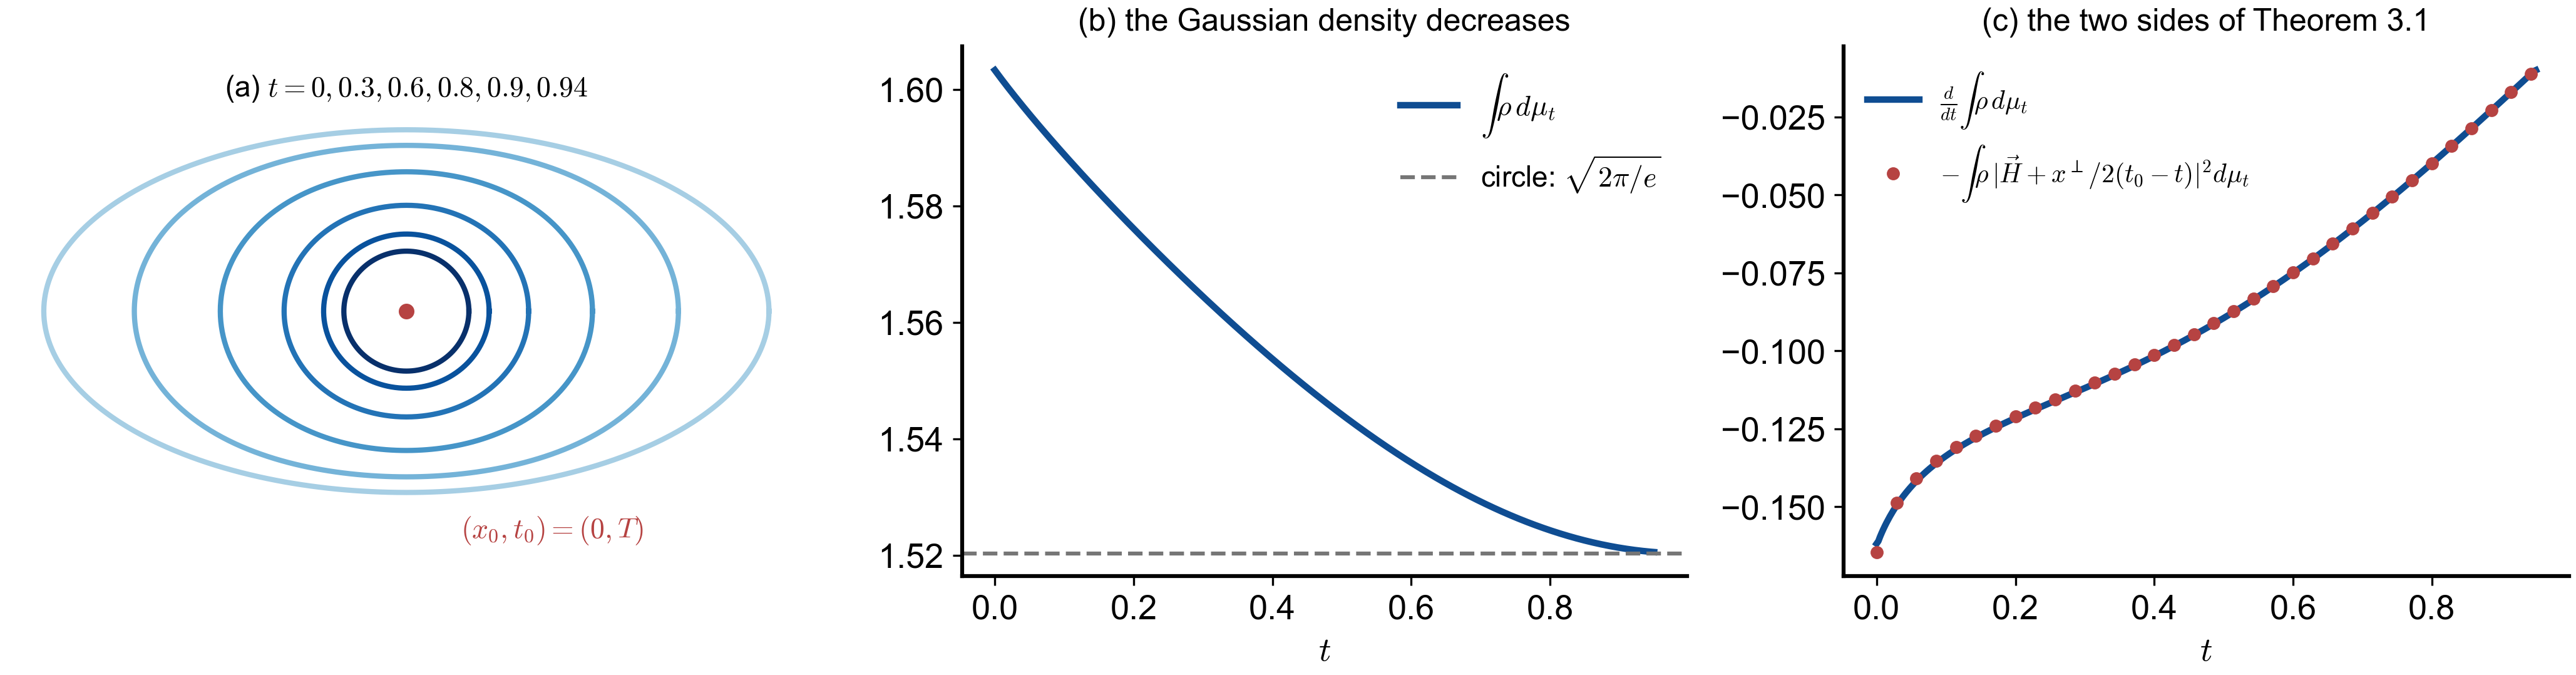 (a) t = 0, 0.3, 0.6, 0.8, 0.9, 0.94
(x₀, t₀) = (0, T)
(b) the Gaussian density decreases
∫ρ dμₜ
circle: √2π/e
1.60
1.58
1.56
1.54
1.52
0.0 0.2 0.4 0.6 0.8
t
(c) the two sides of Theorem 3.1
d/dt ∫ρ dμₜ
−∫ρ |H⃗ + x^⊥/2(t₀ − t)|² dμₜ
−0.025
−0.050
−0.075
−0.100
−0.125
−0.150
0.0 0.2 0.4 0.6 0.8
t